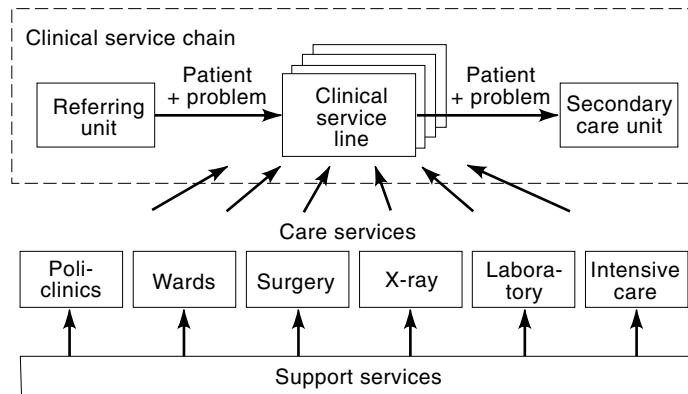 Clinical service chain
Patient
+ problem
Patient
+ problem
Referring
unit
Clinical
service
line
Secondary
care unit
Care services
Poli-
clinics
Wards
Surgery
X-ray
Labora-
tory
Intensive
care
Support services